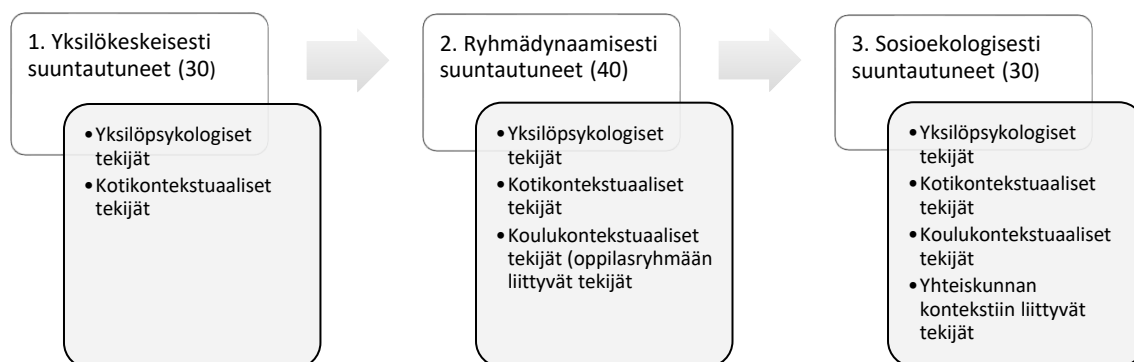 1. Yksilökeskeisesti
suuntautuneet (30)
•Yksilöpsykologiset
tekijät
•Kotikontekstuaaliset
tekijät
2. Ryhmädynaamisesti
suuntautuneet (40)
•Yksilöpsykologiset
tekijät
•Kotikontekstuaaliset
tekijät
•Koulukontekstuaaliset
tekijät (oppilasryhmään
liittyvät tekijät
3. Sosioekologisesti
suuntautuneet (30)
•Yksilöpsykologiset
tekijät
•Kotikontekstuaaliset
tekijät
•Koulukontekstuaaliset
tekijät
•Yhteiskunnan
kontekstiin liittyvät
tekijät